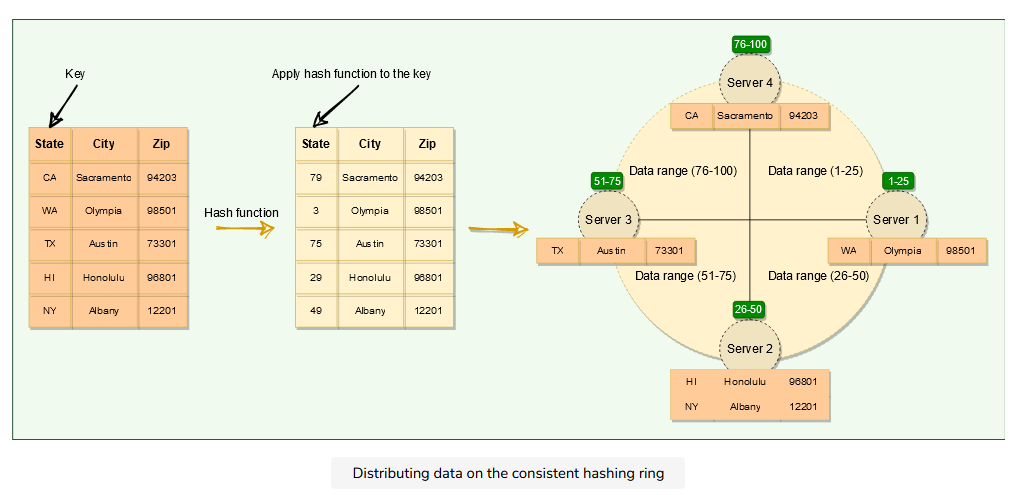 Key
State City Zip
CA Sacramento 94203
WA Olympia 98501
TX Austin 73301
HI Honolulu 96801
NY Albany 12201
Hash function
Apply hash function to the key
State City Zip
79 Sacramento 94203
3 Olympia 98501
75 Austin 73301
29 Honolulu 96801
49 Albany 12201
76-100
Server 4
CA Sacramento 94203
Data range (76-100)
Data range (1-25)
51-75
Server 3
TX Austin 73301
1-25
Server 1
WA Olympia 98501
Data range (51-75)
Data range (26-50)
26-50
Server 2
HI Honolulu 96801
NY Albany 12201
Distributing data on the consistent hashing ring